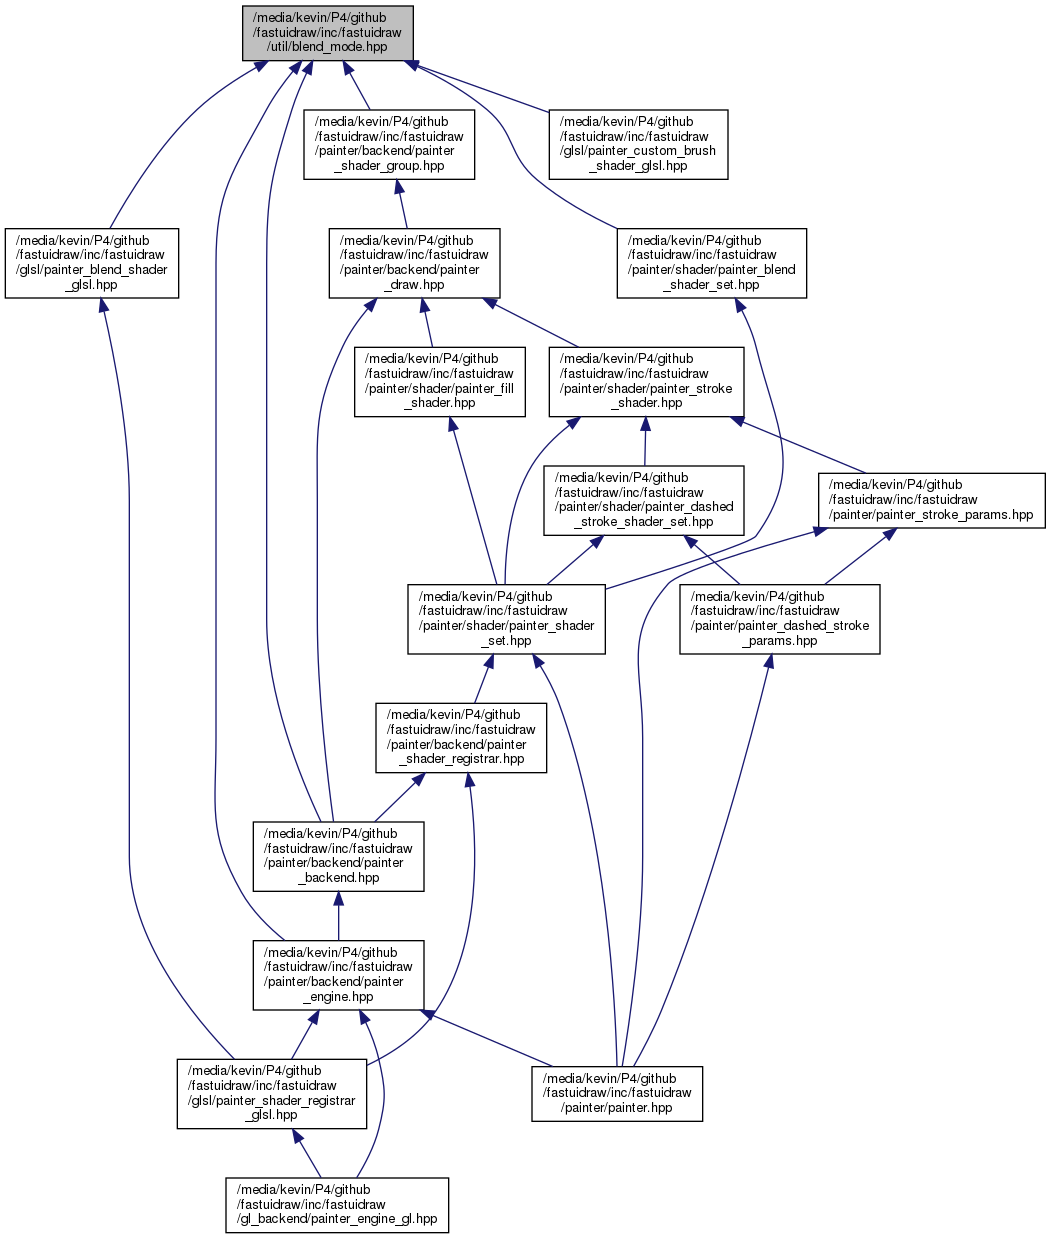 /media/kevin/P4/github
/fastuidraw/inc/fastuidraw
/util/blend_mode.hpp
/media/kevin/P4/github
/fastuidraw/inc/fastuidraw
/painter/backend/painter
_shader_group.hpp
/media/kevin/P4/github
/fastuidraw/inc/fastuidraw
/glsl/painter_custom_brush
_shader_glsl.hpp
/media/kevin/P4/github
/fastuidraw/inc/fastuidraw
/glsl/painter_blend_shader
_glsl.hpp
/media/kevin/P4/github
/fastuidraw/inc/fastuidraw
/painter/backend/painter
_draw.hpp
/media/kevin/P4/github
/fastuidraw/inc/fastuidraw
/painter/shader/painter_blend
_shader_set.hpp
/media/kevin/P4/github
/fastuidraw/inc/fastuidraw
/painter/shader/painter_fill
_shader.hpp
/media/kevin/P4/github
/fastuidraw/inc/fastuidraw
/painter/shader/painter_stroke
_shader.hpp
/media/kevin/P4/github
/fastuidraw/inc/fastuidraw
/painter/shader/painter_dashed
_stroke_shader_set.hpp
/media/kevin/P4/github
/fastuidraw/inc/fastuidraw
/painter/painter_stroke_params.hpp
/media/kevin/P4/github
/fastuidraw/inc/fastuidraw
/painter/shader/painter_shader
_set.hpp
/media/kevin/P4/github
/fastuidraw/inc/fastuidraw
/painter/painter_dashed_stroke
_params.hpp
/media/kevin/P4/github
/fastuidraw/inc/fastuidraw
/painter/backend/painter
_shader_registrar.hpp
/media/kevin/P4/github
/fastuidraw/inc/fastuidraw
/painter/backend/painter
_backend.hpp
/media/kevin/P4/github
/fastuidraw/inc/fastuidraw
/painter/backend/painter
_engine.hpp
/media/kevin/P4/github
/fastuidraw/inc/fastuidraw
/glsl/painter_shader_registrar
_glsl.hpp
/media/kevin/P4/github
/fastuidraw/inc/fastuidraw
/painter/painter.hpp
/media/kevin/P4/github
/fastuidraw/inc/fastuidraw
/gl_backend/painter_engine_gl.hpp